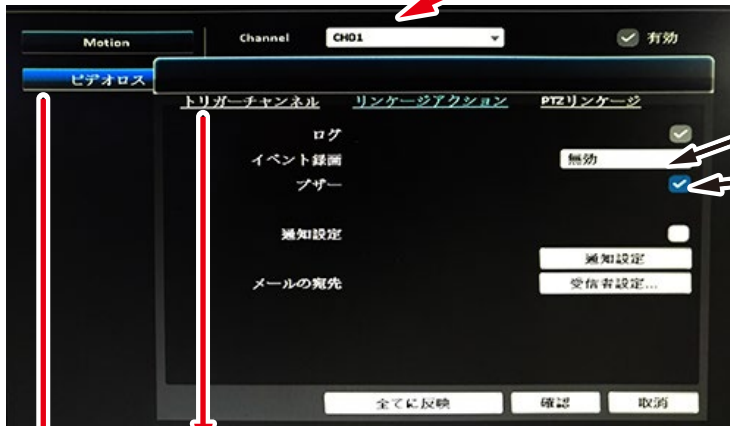 Motion Channel CH01 有効
ビデオロス
トリガーチャンネル リンケージアクション PTZリンケージ
ログ
イベント録画 無効
ブザー
通知設定
通知設定
メールの宛先 受信者設定...
全てに反映 確認 取消